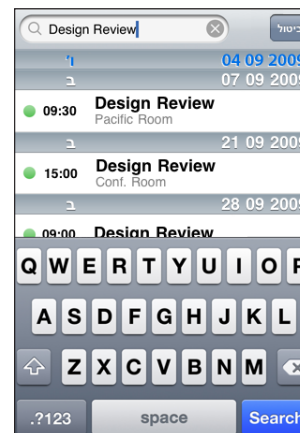 Design Review ביטול
ו' 04 09 2009
ב 07 09 2009
09:30 Design Review
Pacific Room
ב 21 09 2009
15:00 Design Review
Conf. Room
ב 28 09 2009
09:00 Design Review
Q W E R T Y U I O P
A S D F G H J K L
Z X C V B N M
.?123 space Search